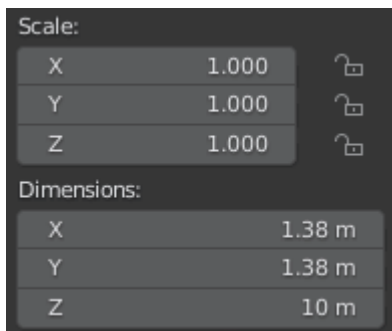 Scale:
X 1.000
Y 1.000
Z 1.000
Dimensions:
X 1.38 m
Y 1.38 m
Z 10 m